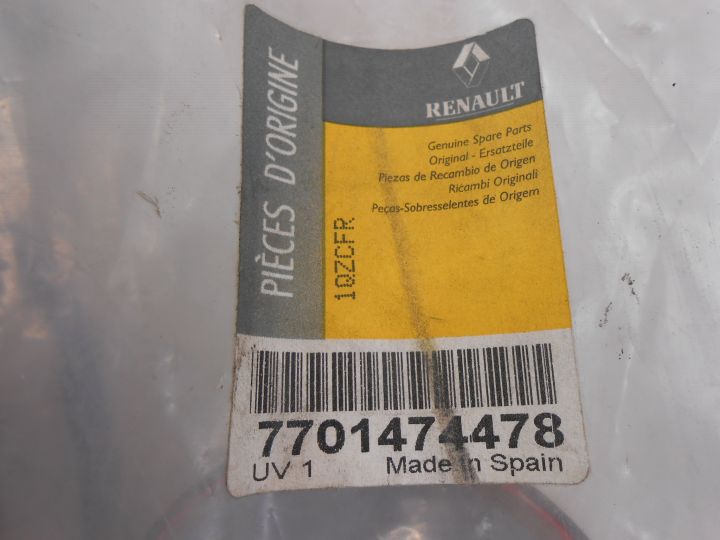 PIÈCES D'ORIGINE
RENAULT
Genuine Spare Parts
Original - Ersatzteile
Piezas de Recambio de Origen
Ricambi Originali
Peças-Sobresselentes de Origem
1QZCFR
7701474478
UV 1 Made in Spain